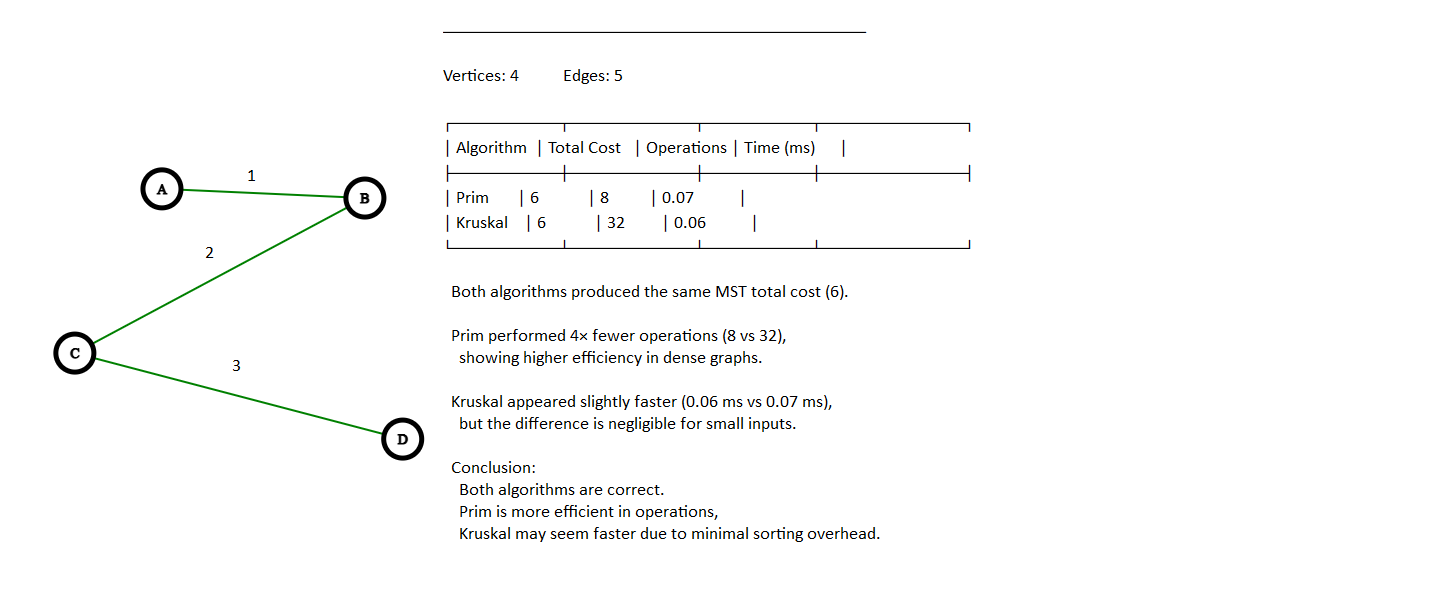 Vertices: 4 Edges: 5
| Algorithm | Total Cost | Operations | Time (ms) |
| Prim | 6 | 8 | 0.07 |
| Kruskal | 6 | 32 | 0.06 |
Both algorithms produced the same MST total cost (6).
Prim performed 4× fewer operations (8 vs 32),
showing higher efficiency in dense graphs.
Kruskal appeared slightly faster (0.06 ms vs 0.07 ms),
but the difference is negligible for small inputs.
Conclusion:
Both algorithms are correct.
Prim is more efficient in operations,
Kruskal may seem faster due to minimal sorting overhead.
1
A
B
2
C
3
D